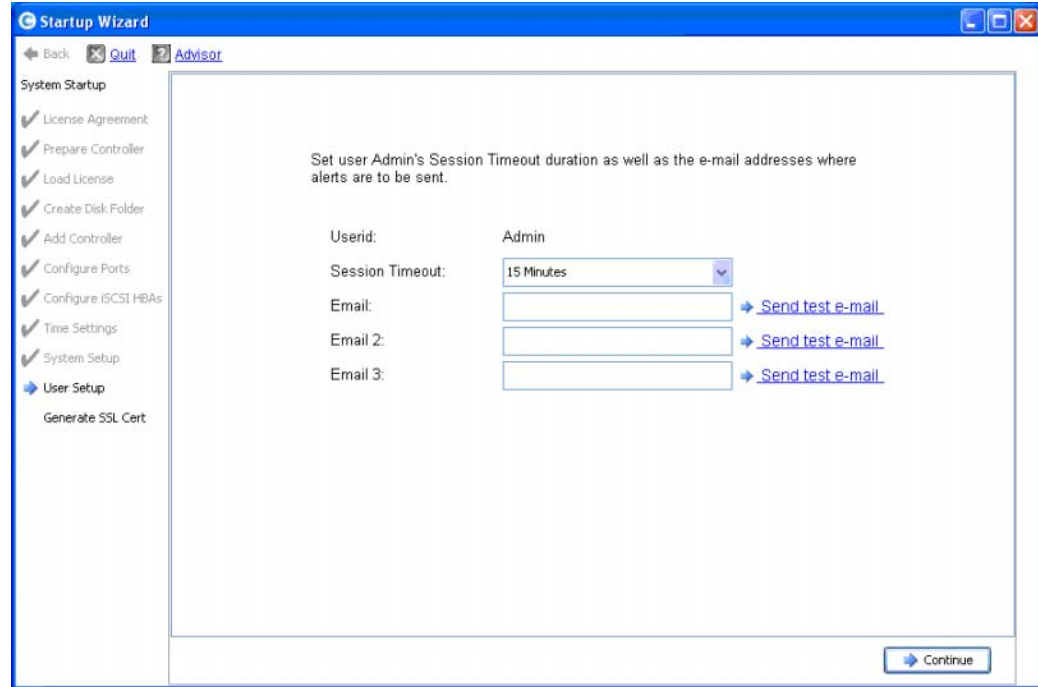 Startup Wizard
Back Quit Advisor
System Startup
License Agreement
Prepare Controller
Load License
Create Disk Folder
Add Controller
Configure Ports
Configure iSCSI HBAs
Time Settings
System Setup
User Setup
Generate SSL Cert
Set user Admin's Session Timeout duration as well as the e-mail addresses where
alerts are to be sent.
Userid: Admin
Session Timeout: 15 Minutes
Email: Send test e-mail
Email 2: Send test e-mail
Email 3: Send test e-mail
Continue